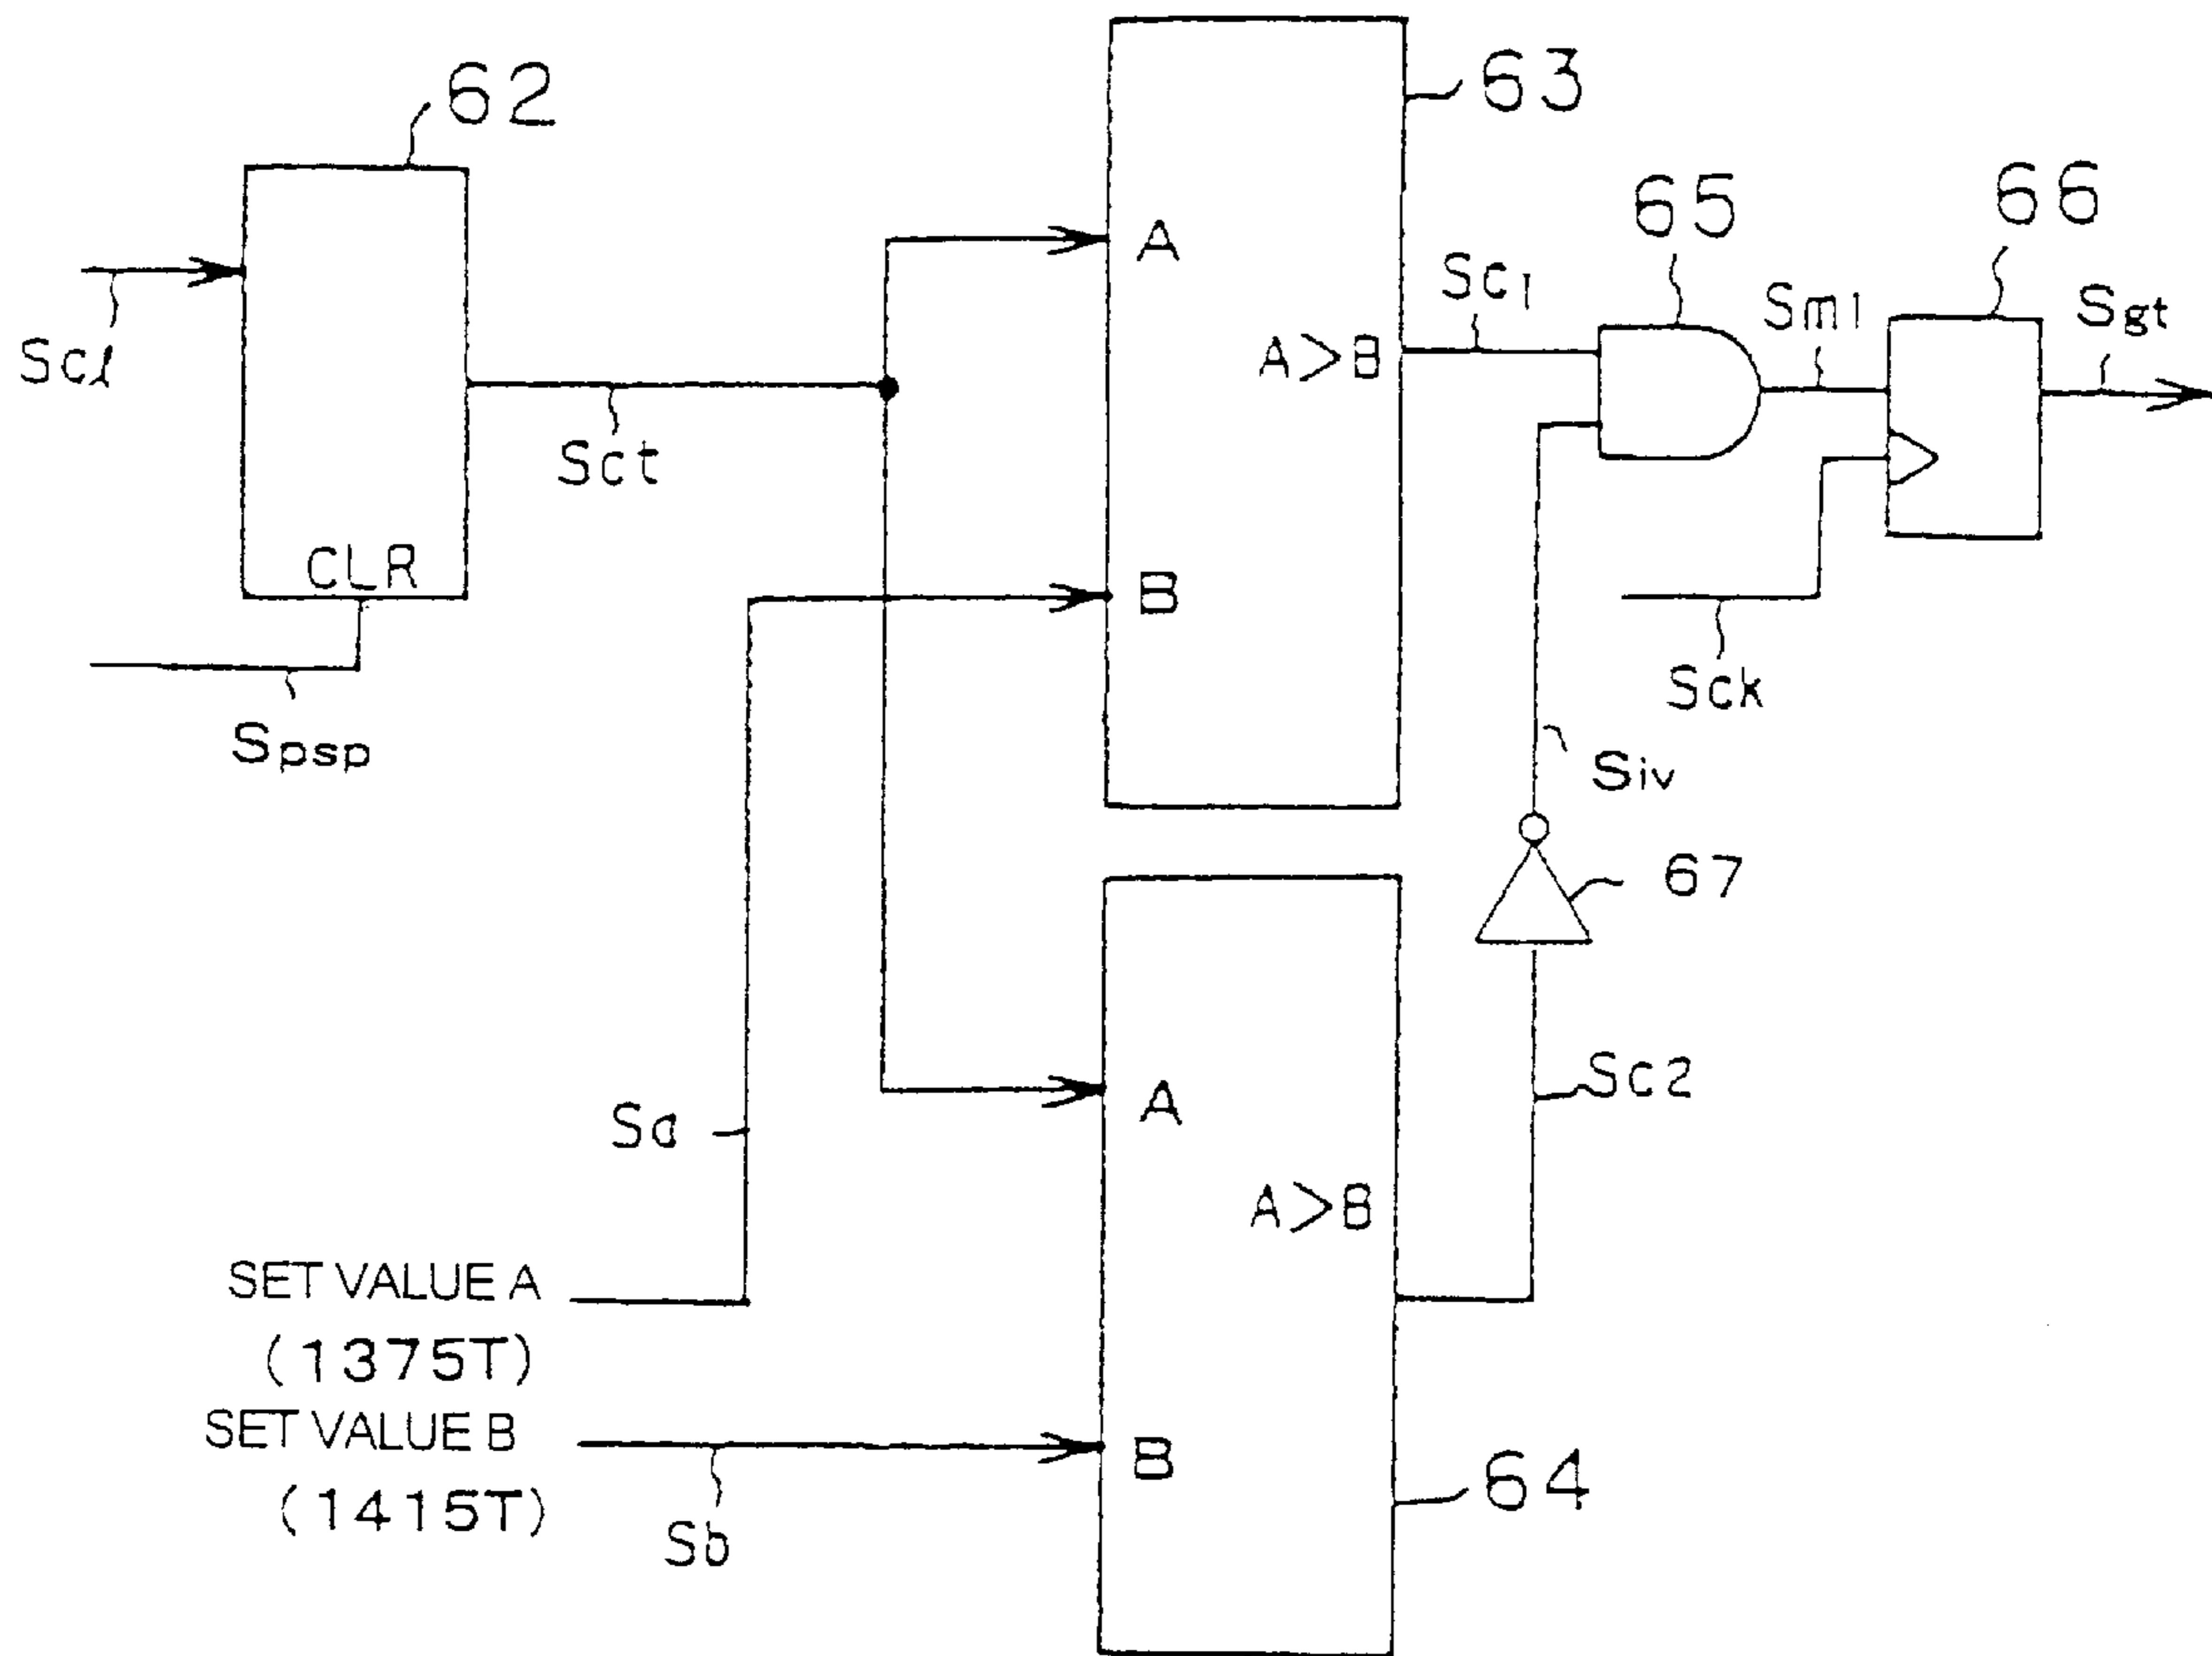 62
63
65
66
Scl
CLR
Spsp
Sct
A
B
A>B
Sc1
Sm1
Sgt
Sck
Siv
67
Sc2
Sa
A
A>B
B
SET VALUE A
(1375T)
SET VALUE B
(1415T)
Sb
64